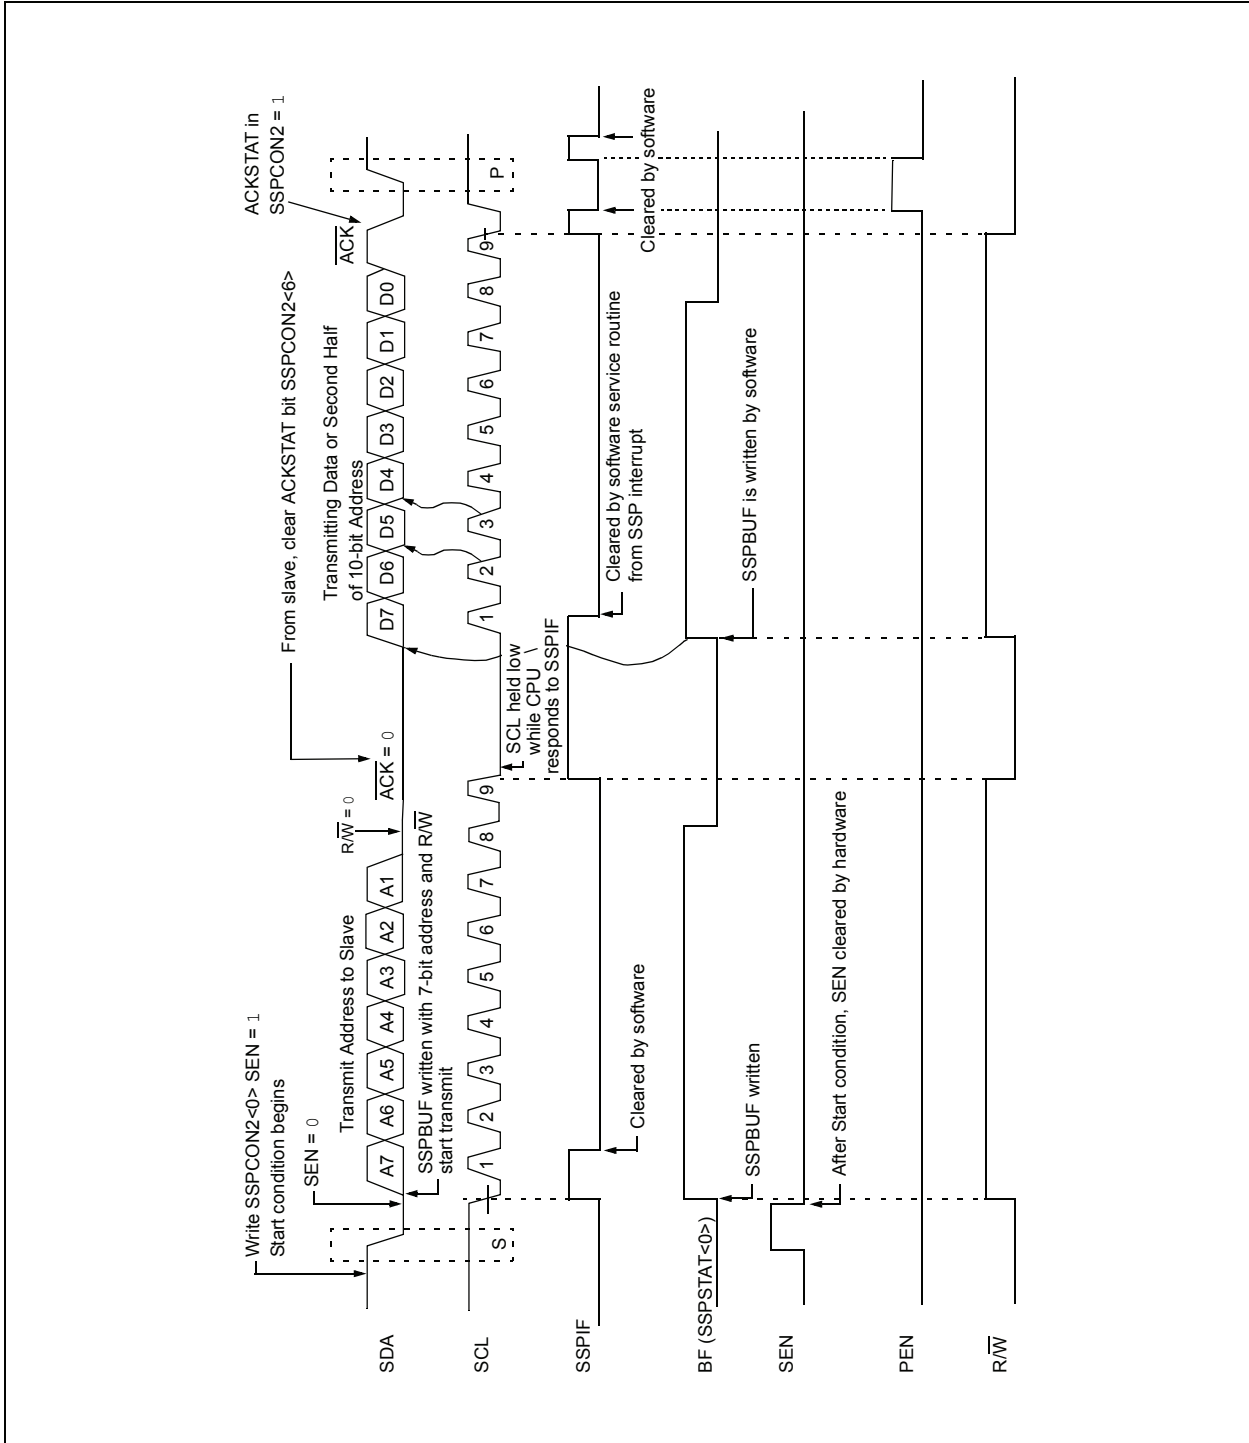 Write SSPCON2<0> SEN = 1
Start condition begins
SEN = 0
Transmit Address to Slave
R/W = 0
From slave, clear ACKSTAT bit SSPCON2<6>
ACK = 0
Transmitting Data or Second Half
of 10-bit Address
ACK
ACKSTAT in
SSPCON2 = 1
SDA
A7 A6 A5 A4 A3 A2 A1
D7 D6 D5 D4 D3 D2 D1 D0
SSPBUF written with 7-bit address and R/W
start transmit
SCL
S
1 2 3 4 5 6 7 8 9
1 2 3 4 5 6 7 8 9
P
SCL held low
while CPU
responds to SSPIF
SSPIF
Cleared by software
Cleared by software service routine
from SSP interrupt
Cleared by software
BF (SSPSTAT<0>)
SSPBUF written
SSPBUF is written by software
SEN
After Start condition, SEN cleared by hardware
PEN
R/W